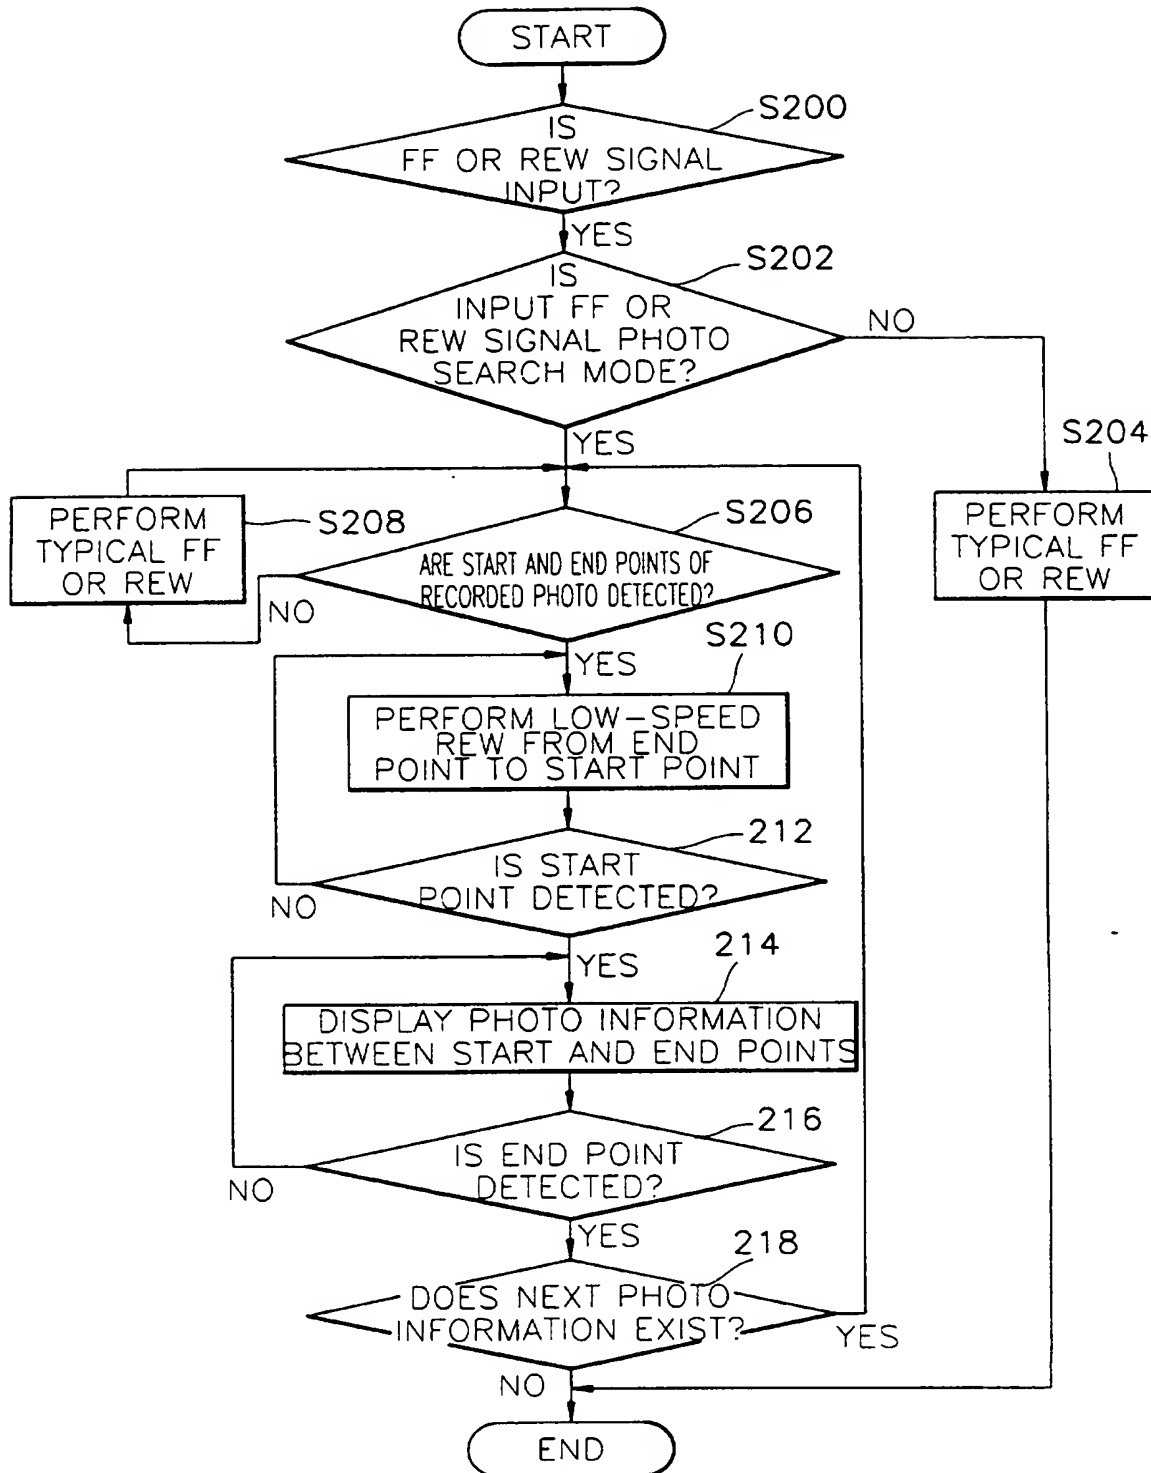 START
S200
IS
FF OR REW SIGNAL
INPUT?
YES
S202
IS
INPUT FF OR
REW SIGNAL PHOTO
SEARCH MODE?
NO
YES
S204
PERFORM
TYPICAL FF
OR REW
S208
PERFORM
TYPICAL FF
OR REW
S206
ARE START AND END POINTS OF
RECORDED PHOTO DETECTED?
NO
YES
S210
PERFORM LOW-SPEED
REW FROM END
POINT TO START POINT
212
IS START
POINT DETECTED?
NO
YES
214
DISPLAY PHOTO INFORMATION
BETWEEN START AND END POINTS
216
IS END POINT
DETECTED?
NO
YES
218
DOES NEXT PHOTO
INFORMATION EXIST?
YES
NO
END